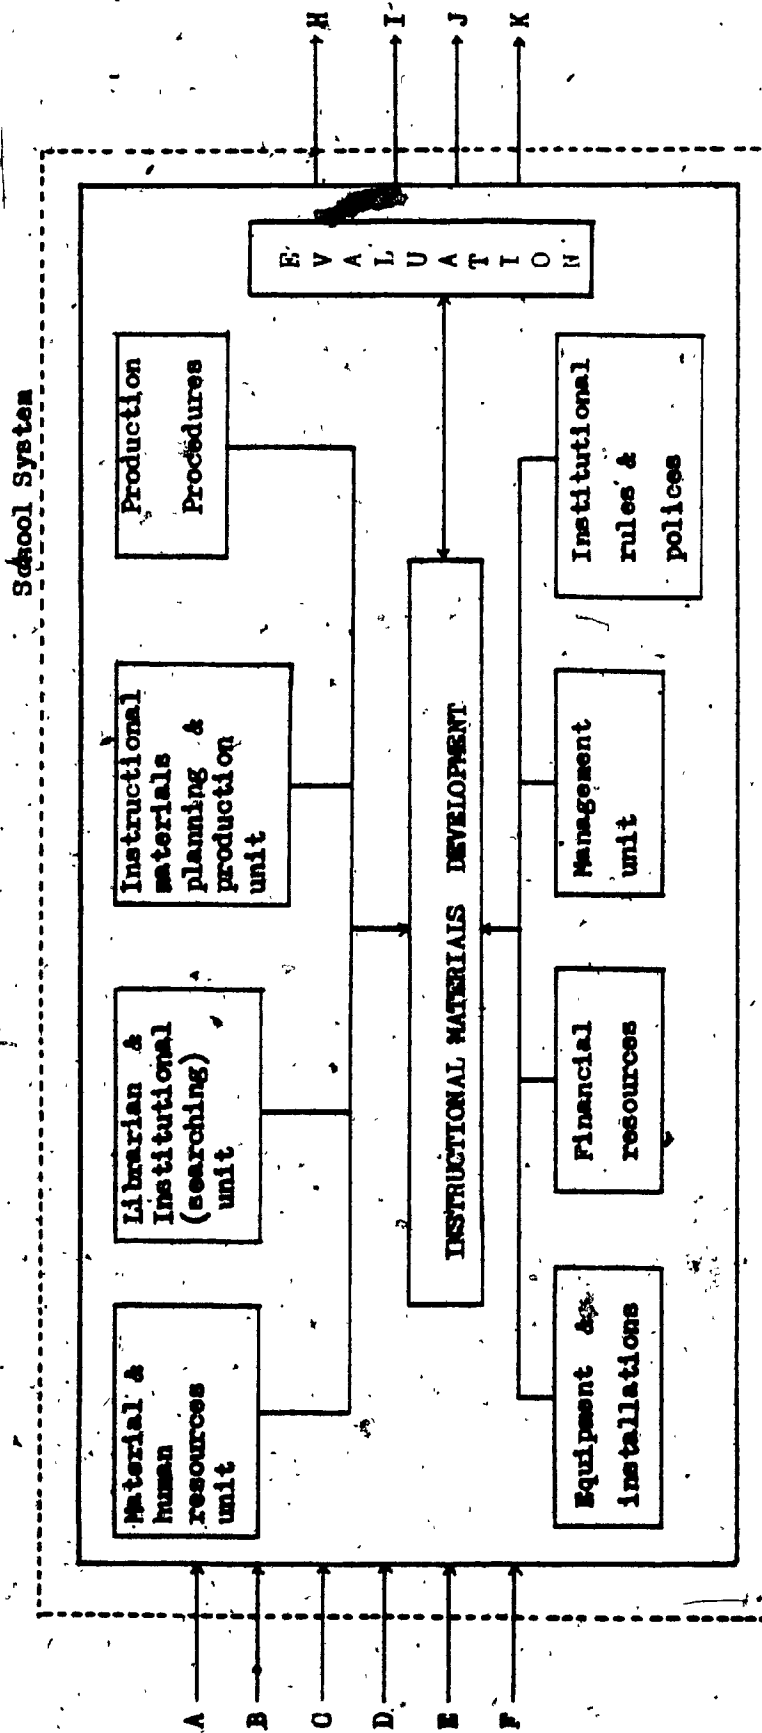 School System
A
B
C
D
E
F
Material &
human
resources
unit
Librarian &
Institutional
(searching)
unit
Instructional
materials
planning &
production
unit
Production
Procedures
INSTRUCTIONAL MATERIALS DEVELOPMENT
EVALUATION
Equipment &
installations
Financial
resources
Management
unit
Institutional
rules &
polices
H
I
J
K